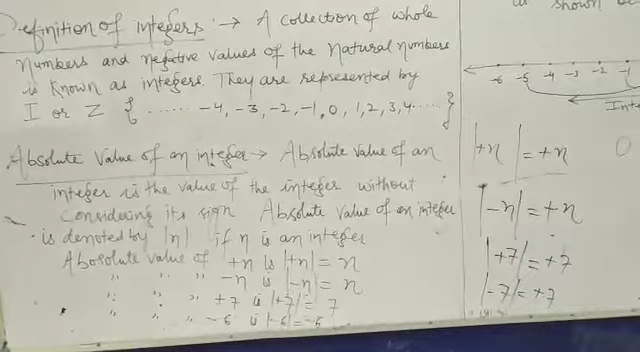 Definition of integers :→ A collection of whole
numbers and negative values of the Natural numbers
is known as integers. They are represented by
I or Z { ...... -4, -3, -2, -1, 0, 1, 2, 3, 4..... }
Absolute value of an integer → Absolute value of an
integer is the value of the integer without
considering its sign Absolute value of an integer
is denoted by |n| if n is an integer
Absolute value of +n is |+n| = n
" " " -n is |-n| = n
" " " +7 is |+7| = 7
" " " -6 is |-6| = -6
as shown
-6 -5 -4 -3 -2 -1
Inte
|+n| = +n
|-n| = +n
|+7| = +7
|-7| = +7